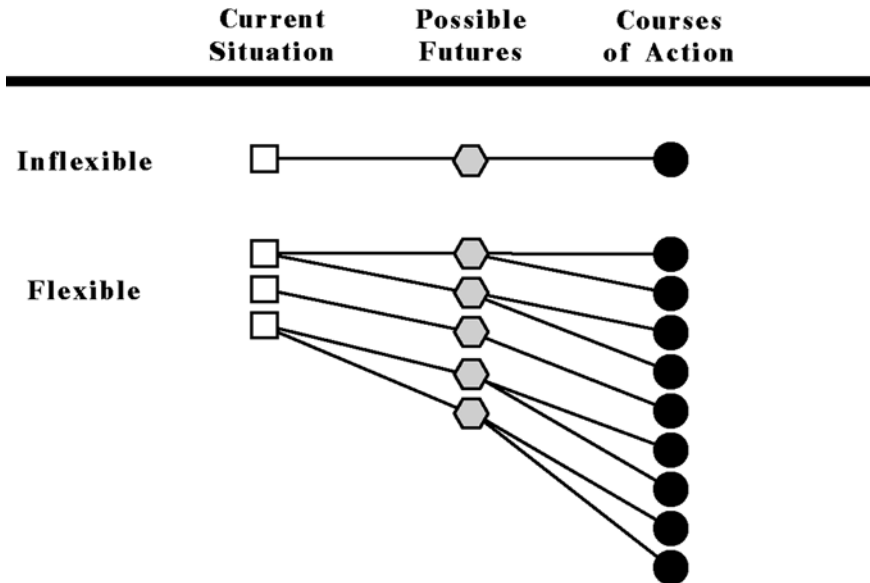 Current Situation
Possible Futures
Courses of Action
Inflexible
Flexible